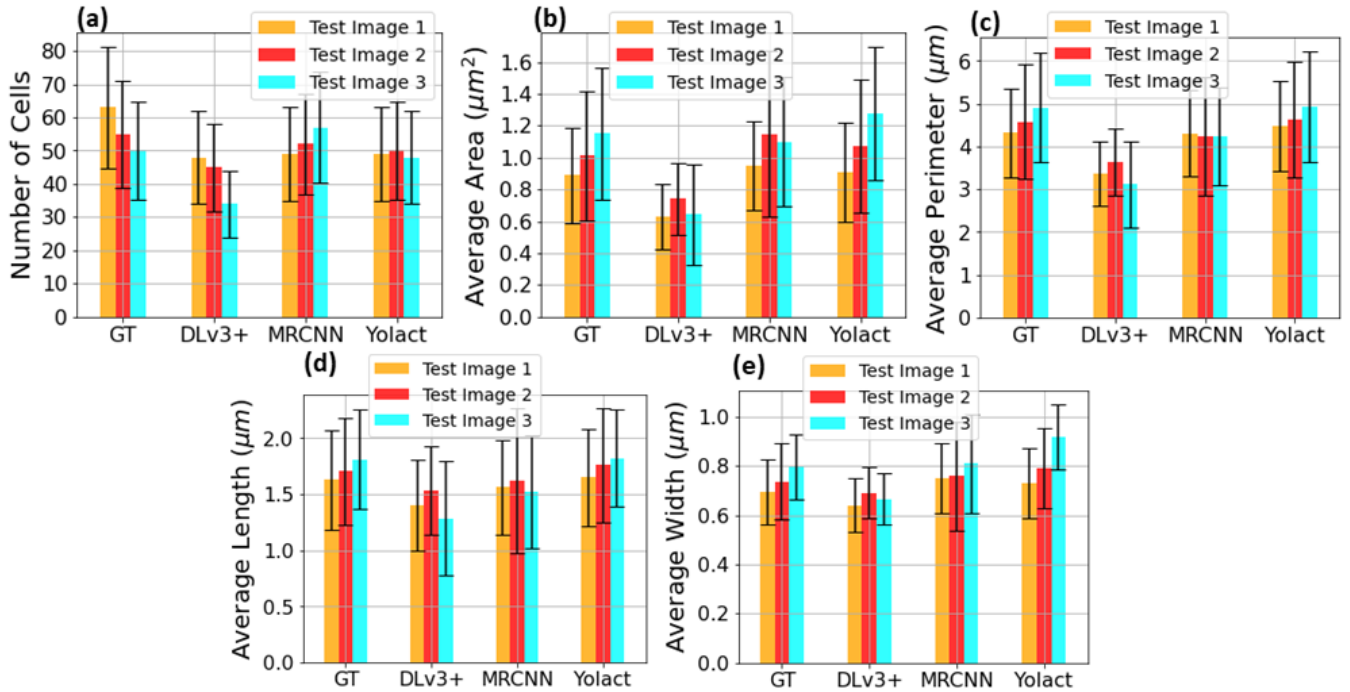 (a)
Test Image 1
Test Image 2
Test Image 3
Number of Cells
80
70
60
50
40
30
20
10
0
GT DLv3+ MRCNN Yolact
(b)
Test Image 1
Test Image 2
Test Image 3
Average Area (μm²)
1.6
1.4
1.2
1.0
0.8
0.6
0.4
0.2
0.0
GT DLv3+ MRCNN Yolact
(c)
Test Image 1
Test Image 2
Test Image 3
Average Perimeter (μm)
6
5
4
3
2
1
0
GT DLv3+ MRCNN Yolact
(d)
Test Image 1
Test Image 2
Test Image 3
Average Length (μm)
2.0
1.5
1.0
0.5
0.0
GT DLv3+ MRCNN Yolact
(e)
Test Image 1
Test Image 2
Test Image 3
Average Width (μm)
1.0
0.8
0.6
0.4
0.2
0.0
GT DLv3+ MRCNN Yolact